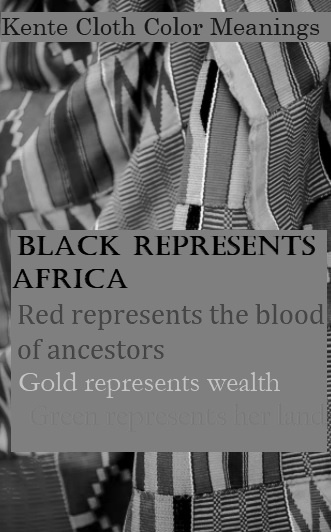 Kente Cloth Color Meanings
BLACK REPRESENTS
AFRICA
Red represents the blood
of ancestors
Gold represents wealth
Green represents her land